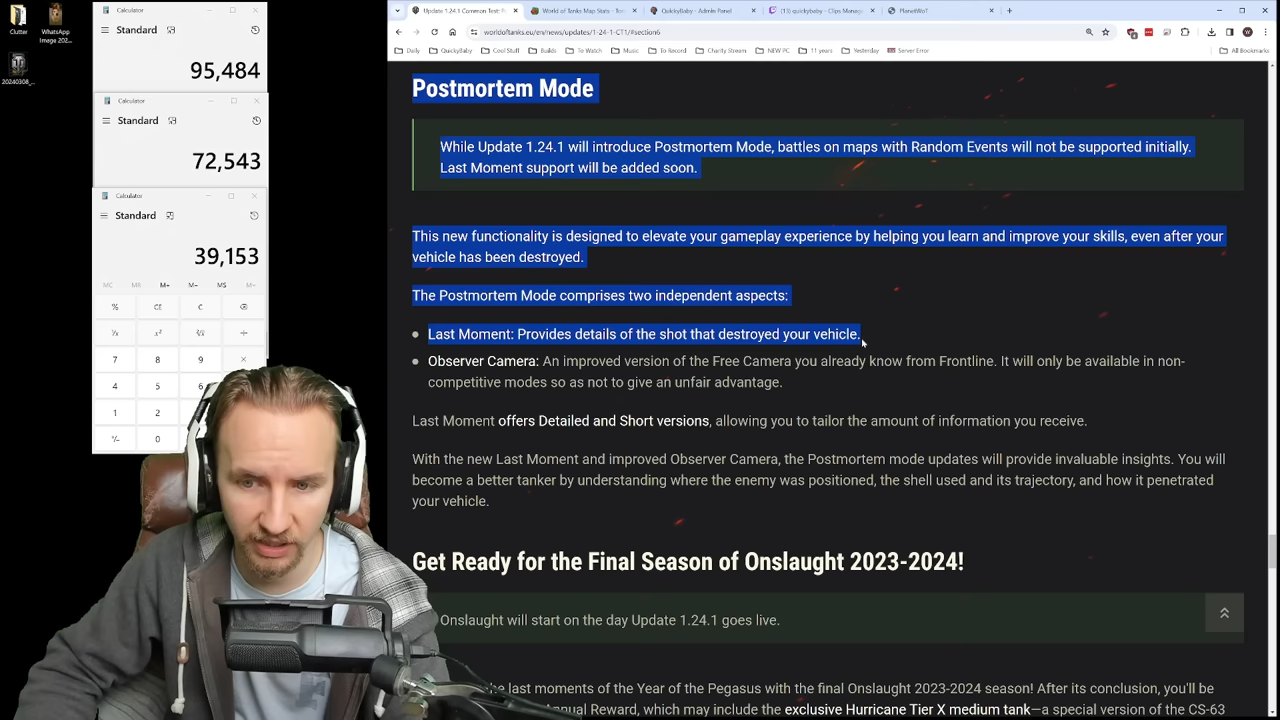 Clutter
WhatsApp
Image 202...
20240308_...
Calculator
Standard
95,484
Calculator
Standard
72,543
Calculator
Standard
39,153
MC MR M+ M- MS M
% CE C
7 8 9 ×
4 5 6
1 2
+/- 0
Update 1.24.1 Common Test: P
World of Tanks Map Stats - To
QuickyBaby - Admin Panel
(13) quickybaby - Clips Manag
PlanetWoT
worldoftanks.eu/en/news/updates/1-24-1-CT1/#section6
Daily
QuickyBaby
Cool Stuff
Builds
To Watch
Music
To Record
Charity Stream
NEW PC
11 years
Yesterday
Server Error
All Bookmarks
Postmortem Mode
While Update 1.24.1 will introduce Postmortem Mode, battles on maps with Random Events will not be supported initially.
Last Moment support will be added soon.
This new functionality is designed to elevate your gameplay experience by helping you learn and improve your skills, even after your
vehicle has been destroyed.
The Postmortem Mode comprises two independent aspects:
Last Moment: Provides details of the shot that destroyed your vehicle.
Observer Camera: An improved version of the Free Camera you already know from Frontline. It will only be available in non-
competitive modes so as not to give an unfair advantage.
Last Moment offers Detailed and Short versions, allowing you to tailor the amount of information you receive.
With the new Last Moment and improved Observer Camera, the Postmortem mode updates will provide invaluable insights. You will
become a better tanker by understanding where the enemy was positioned, the shell used and its trajectory, and how it penetrated
your vehicle.
Get Ready for the Final Season of Onslaught 2023-2024!
Onslaught will start on the day Update 1.24.1 goes live.
the last moments of the Year of the Pegasus with the final Onslaught 2023-2024 season! After its conclusion, you'll be
nnual Reward, which may include the exclusive Hurricane Tier X medium tank—a special version of the CS-63